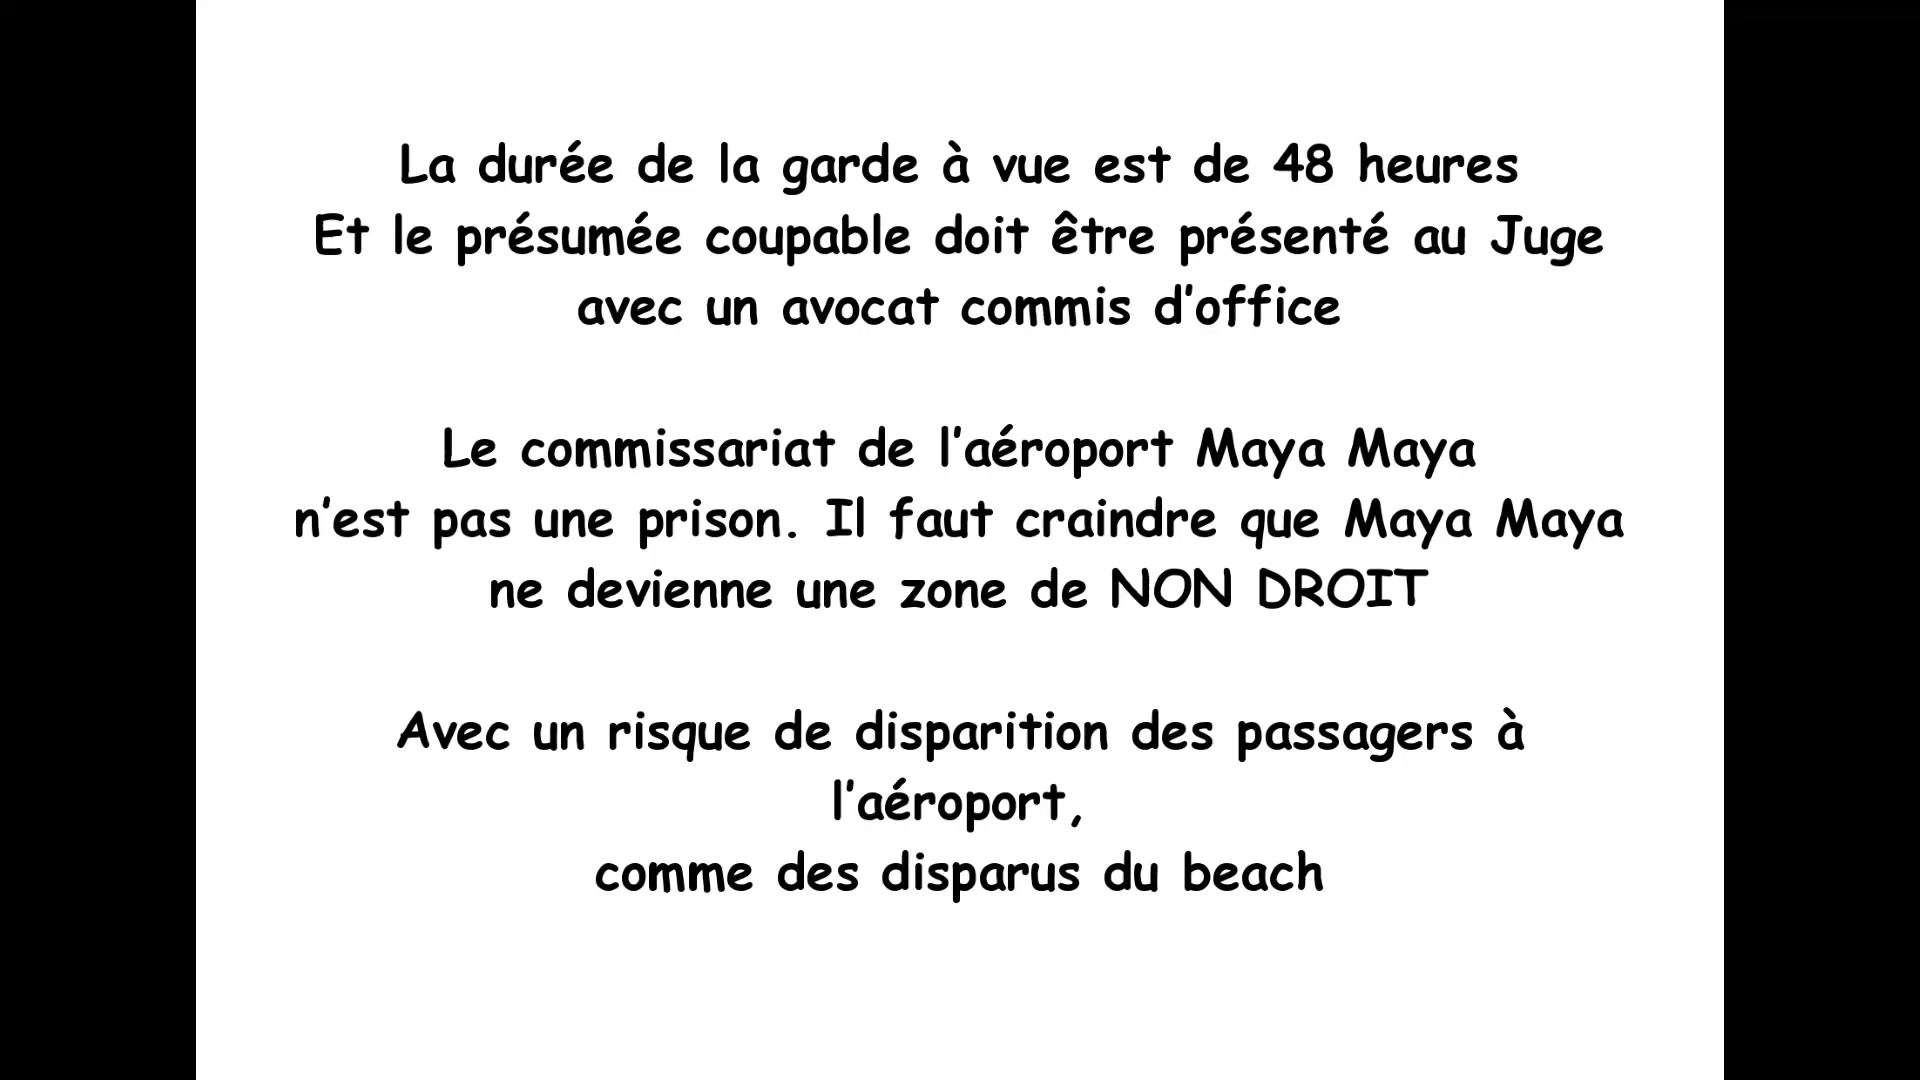 La durée de la garde à vue est de 48 heures
Et le présumée coupable doit être présenté au Juge
avec un avocat commis d'office
Le commissariat de l'aéroport Maya Maya
n'est pas une prison. Il faut craindre que Maya Maya
ne devienne une zone de NON DROIT
Avec un risque de disparition des passagers à
l'aéroport,
comme des disparus du beach